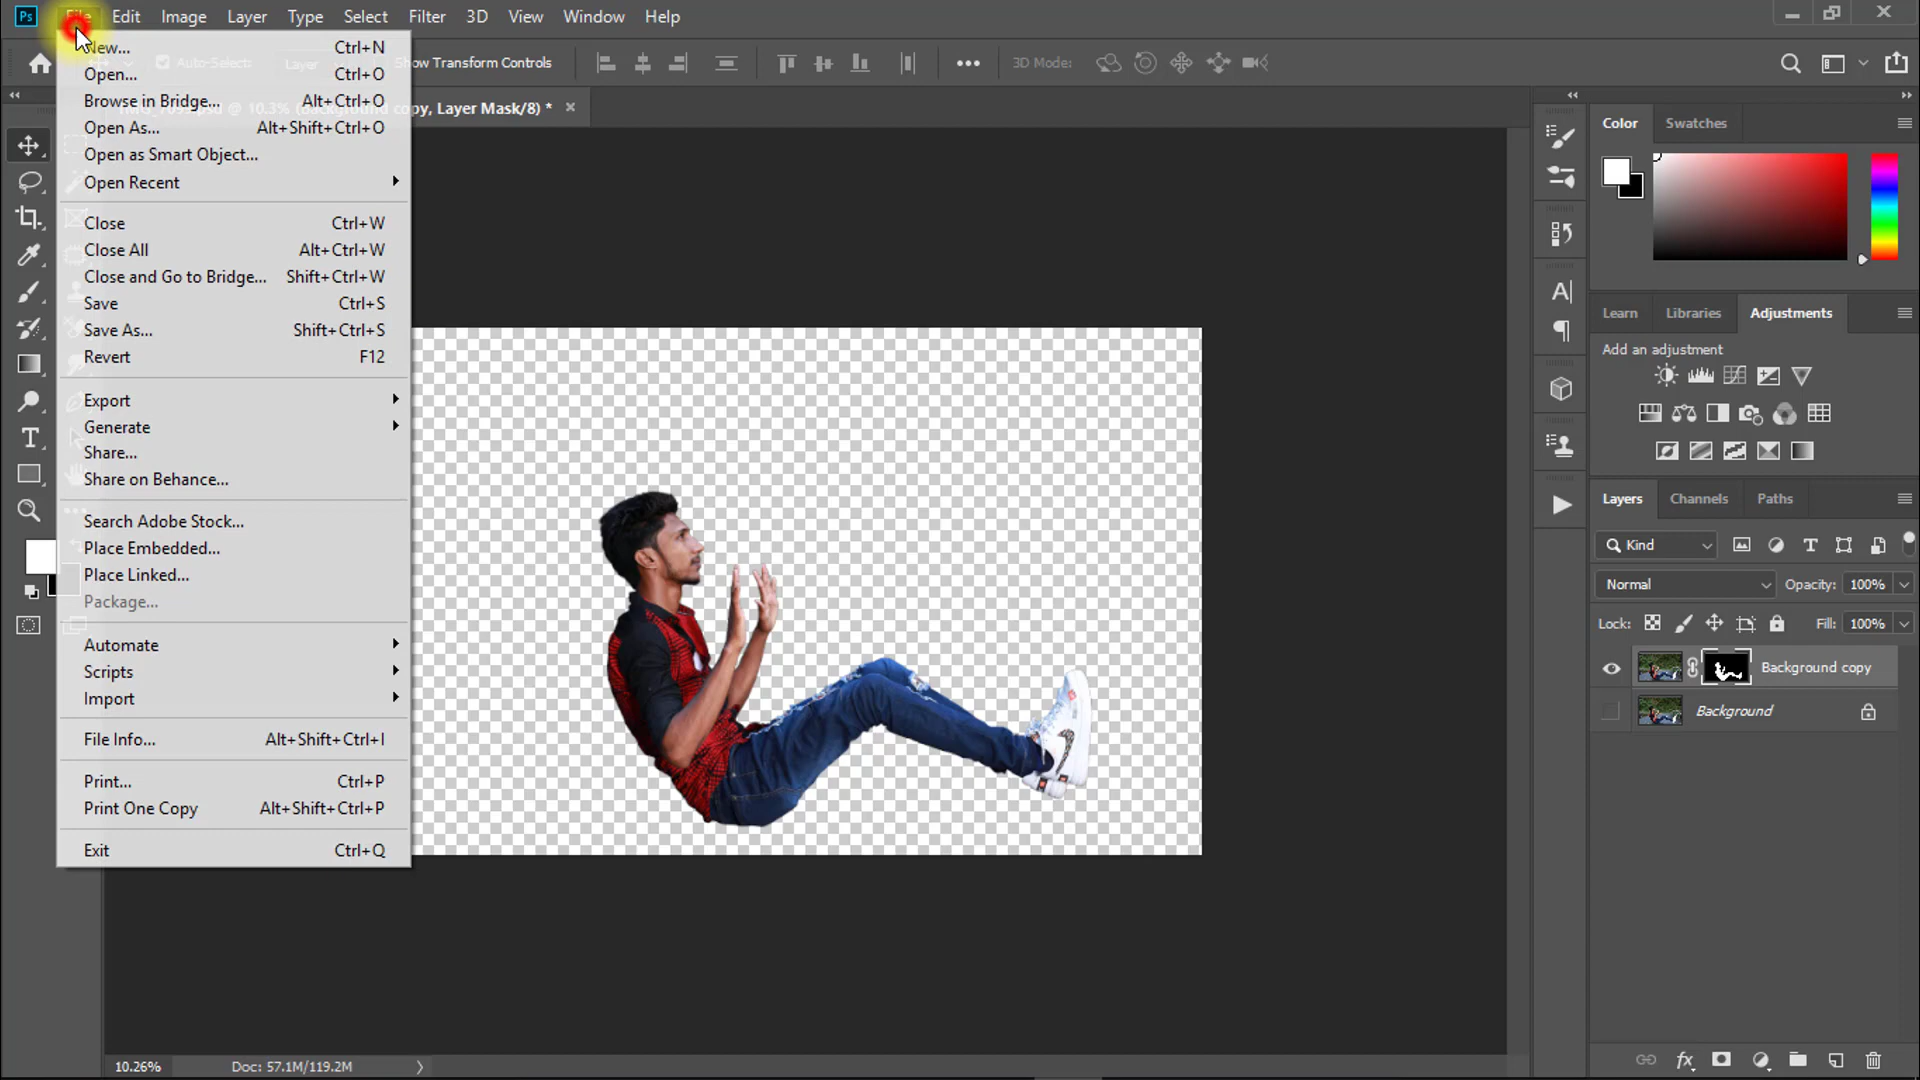 Ps File Edit Image Layer Type Select Filter 3D View Window Help
Auto-Select: Layer Show Transform Controls 3D Mode:
copy, Layer Mask/8) *
New... Ctrl+N
Open... Ctrl+O
Browse in Bridge... Alt+Ctrl+O
Open As... Alt+Shift+Ctrl+O
Open as Smart Object...
Open Recent
Close Ctrl+W
Close All Alt+Ctrl+W
Close and Go to Bridge... Shift+Ctrl+W
Save Ctrl+S
Save As... Shift+Ctrl+S
Revert F12
Export
Generate
Share...
Share on Behance...
Search Adobe Stock...
Place Embedded...
Place Linked...
Package...
Automate
Scripts
Import
File Info... Alt+Shift+Ctrl+I
Print... Ctrl+P
Print One Copy Alt+Shift+Ctrl+P
Exit Ctrl+Q
Color Swatches
Learn Libraries Adjustments
Add an adjustment
Layers Channels Paths
Kind
Normal Opacity: 100%
Lock: Fill: 100%
Background copy
Background
10.26% Doc: 57.1M/119.2M